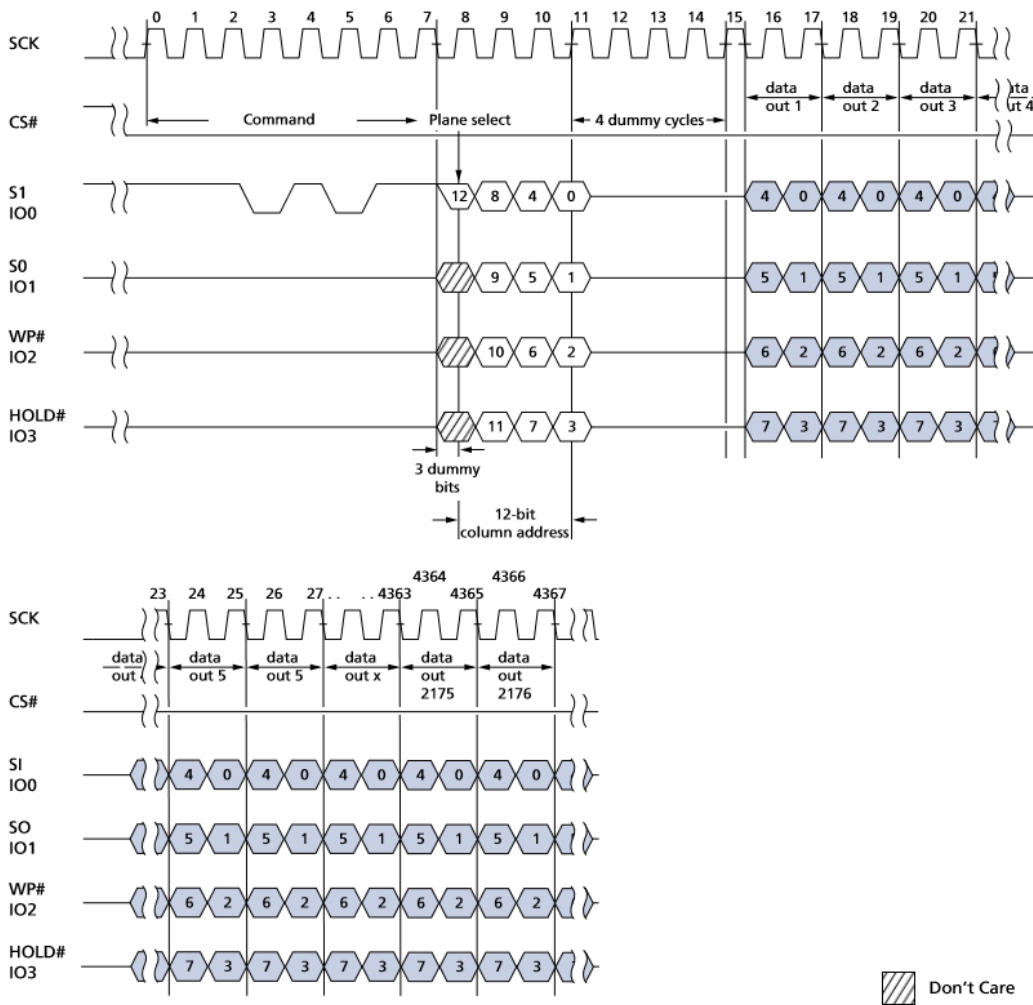 0 1 2 3 4 5 6 7 8 9 10 11 12 13 14 15 16 17 18 19 20 21
SCK
data out 1 data out 2 data out 3 ut 4
CS#
Command Plane select 4 dummy cycles
S1 IO0 12 8 4 0 4 0 4 0 4 0
S0 IO1 9 5 1 5 1 5 1 5 1
WP# IO2 10 6 2 6 2 6 2 6 2
HOLD# IO3 11 7 3 7 3 7 3 7 3
3 dummy
bits
12-bit
column address
4364 4366
23 24 25 26 27 . . . . 4363 4365 4367
SCK
data out data out 5 data out 5 data out x data out 2175 data out 2176
CS#
SI IO0 4 0 4 0 4 0 4 0 4 0
SO IO1 5 1 5 1 5 1 5 1 5 1
WP# IO2 6 2 6 2 6 2 6 2 6 2
HOLD# IO3 7 3 7 3 7 3 7 3 7 3
Don't Care